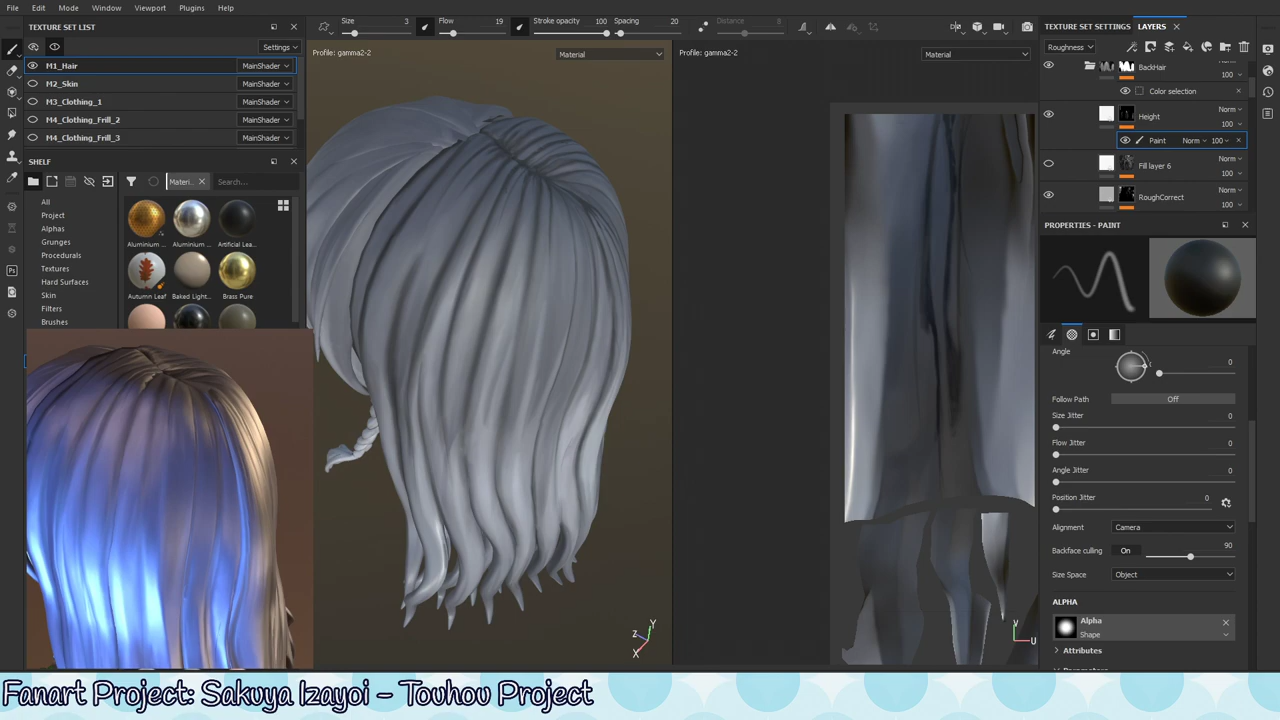 File Edit Mode Window Viewport Plugins Help
TEXTURE SET LIST
Settings
M1_Hair MainShader
M2_Skin MainShader
M3_Clothing_1 MainShader
M4_Clothing_Frill_2 MainShader
M4_Clothing_Frill_3 MainShader
SHELF
Materi... Search...
All
Project
Alphas
Grunges
Procedurals
Textures
Hard Surfaces
Skin
Filters
Brushes
Aluminium ... Aluminium ... Artificial Lea...
Autumn Leaf Baked Light... Brass Pure
Size 3 Flow 19 Stroke opacity 100 Spacing 20 Distance 8
Profile: gamma2-2 Material
Profile: gamma2-2 Material
Z Y X
V U
TEXTURE SET SETTINGS LAYERS
Roughness
BackHair Norm 100
Color selection
Height Norm 100
Paint Norm 100
Fill layer 6 Norm 100
RoughCorrect Norm 100
PROPERTIES - PAINT
Angle 0
Follow Path Off
Size Jitter 0
Flow Jitter 0
Angle Jitter 0
Position Jitter 0
Alignment Camera
Backface culling On 90
Size Space Object
ALPHA
Alpha
Shape
Attributes
Fanart Project: Sakuya Izayoi - Touhou Project